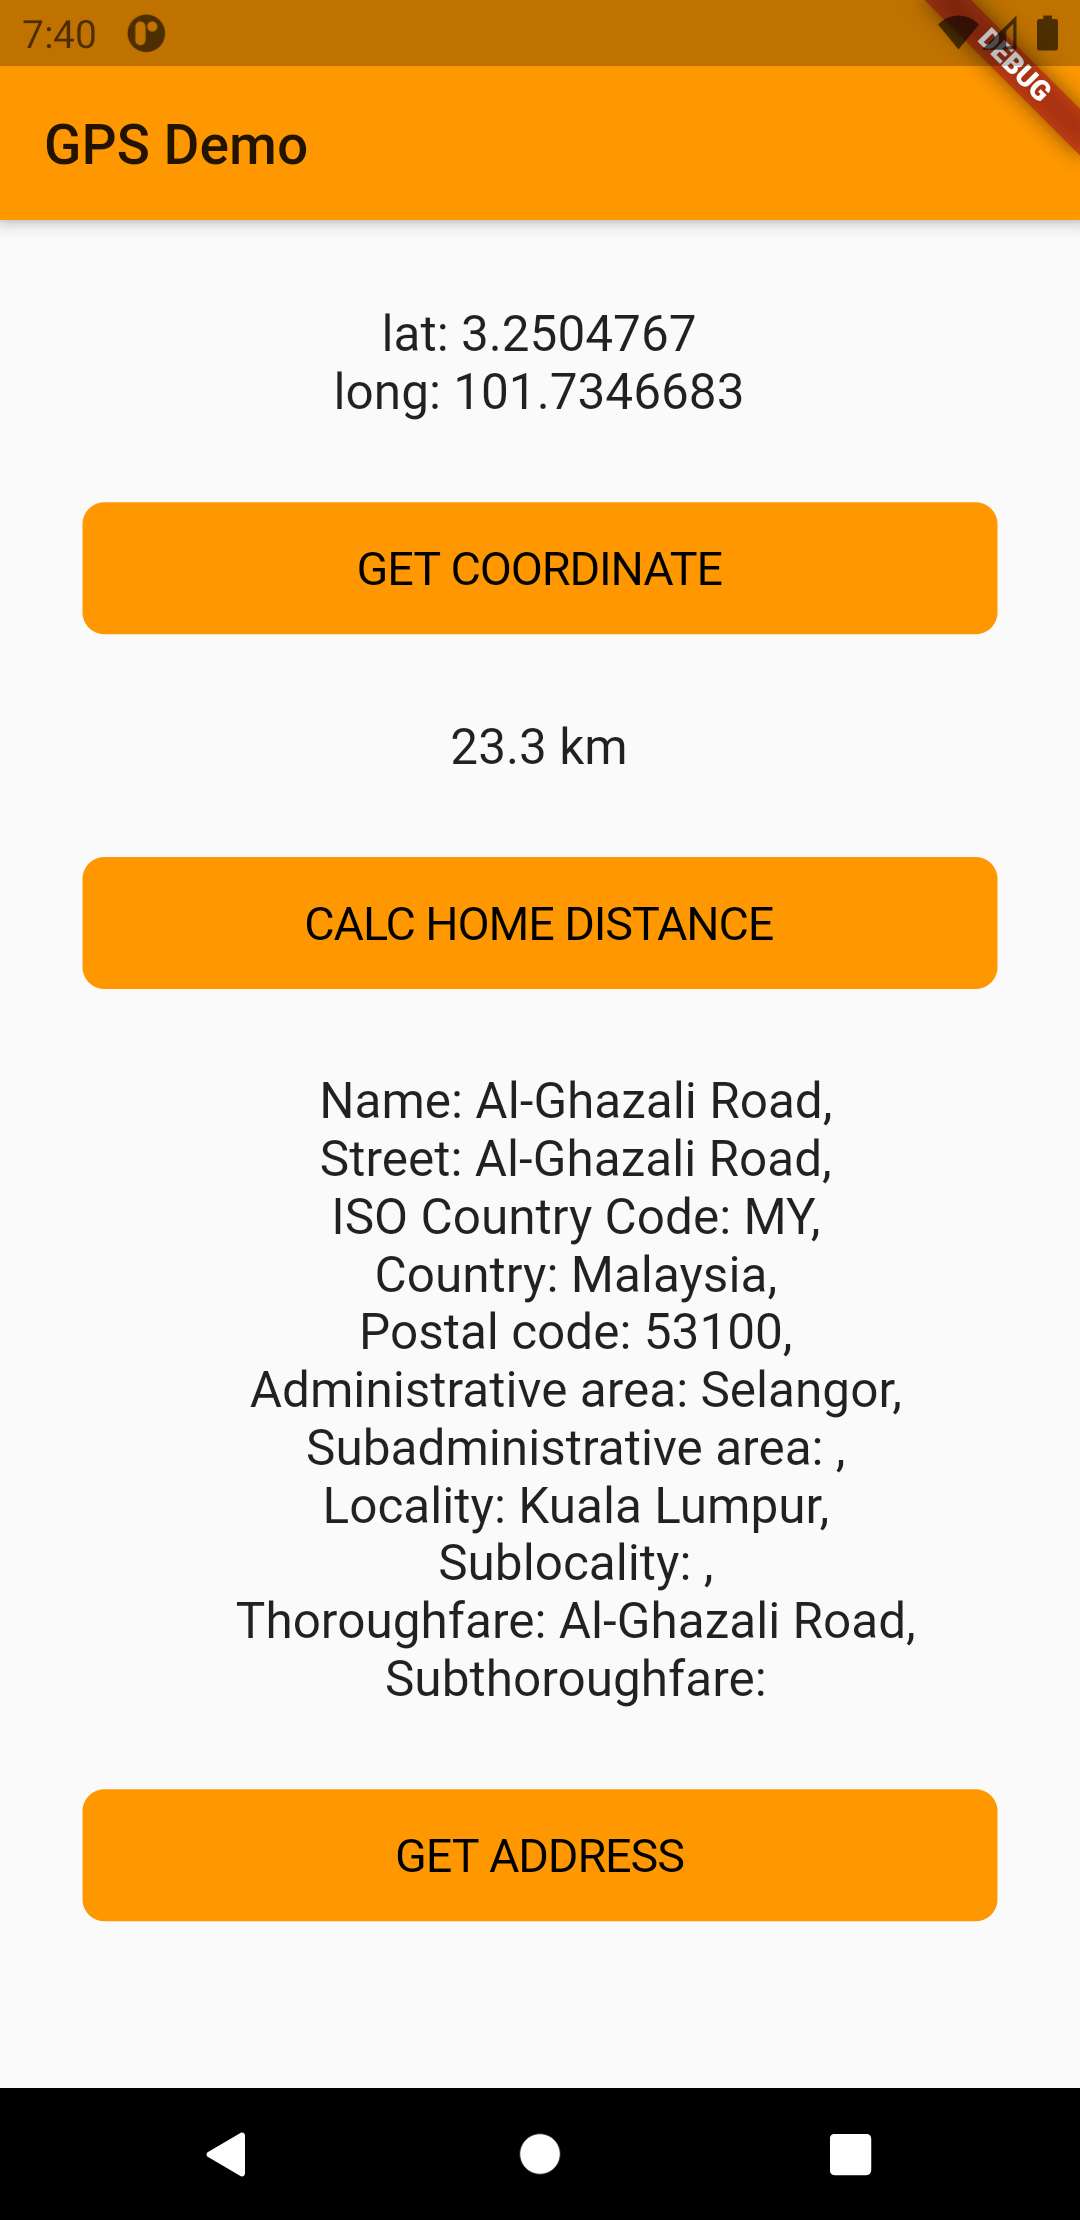 7:40
DEBUG
GPS Demo
lat: 3.2504767
long: 101.7346683
GET COORDINATE
23.3 km
CALC HOME DISTANCE
Name: Al-Ghazali Road,
Street: Al-Ghazali Road,
ISO Country Code: MY,
Country: Malaysia,
Postal code: 53100,
Administrative area: Selangor,
Subadministrative area: ,
Locality: Kuala Lumpur,
Sublocality: ,
Thoroughfare: Al-Ghazali Road,
Subthoroughfare:
GET ADDRESS